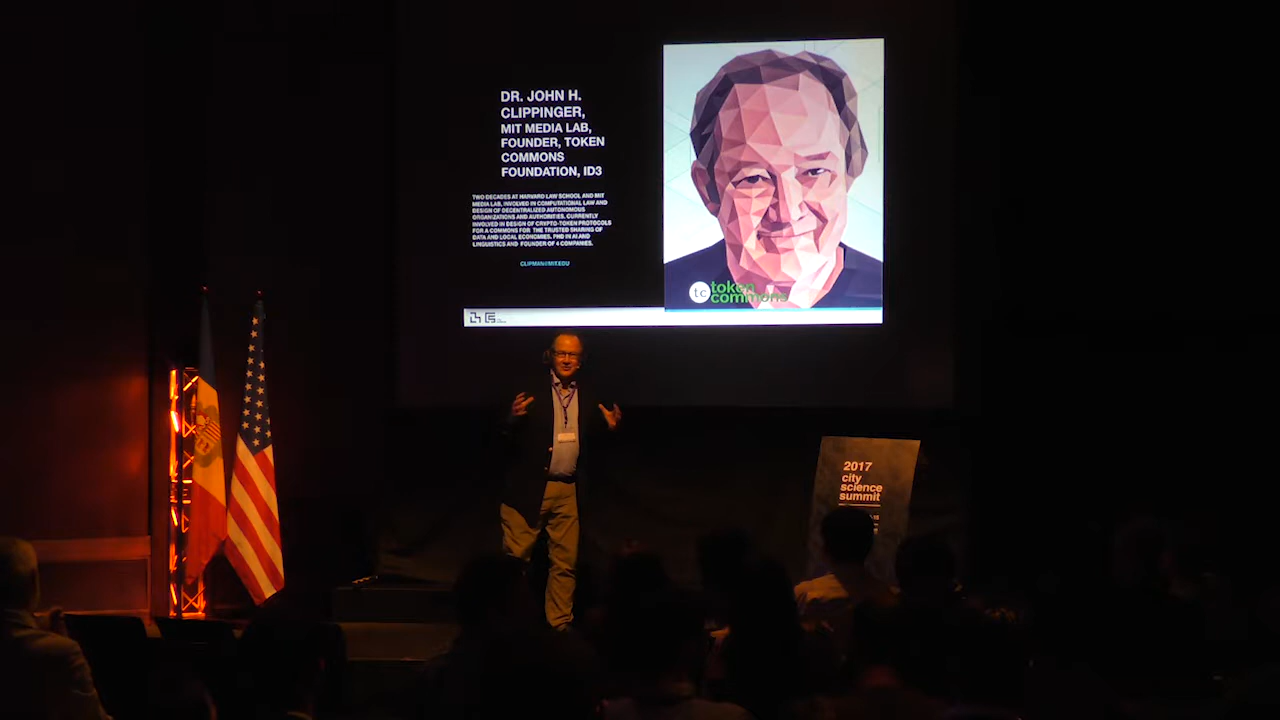 DR. JOHN H.
CLIPPINGER,
MIT MEDIA LAB,
FOUNDER, TOKEN
COMMONS
FOUNDATION, ID3
TWO DECADES AT HARVARD LAW SCHOOL AND MIT
MEDIA LAB, INVOLVED IN COMPUTATIONAL LAW AND
DESIGN OF DECENTRALIZED AUTONOMOUS
ORGANIZATIONS AND AUTHORITIES. CURRENTLY
INVOLVED IN DESIGN OF CRYPTO-TOKEN PROTOCOLS
FOR A COMMONS FOR THE TRUSTED SHARING OF
DATA AND LOCAL ECONOMIES. PHD IN AI AND
LINGUISTICS AND FOUNDER OF 4 COMPANIES.
CLIPMAN@MIT.EDU
tc token
commons
2017
city
science
summit